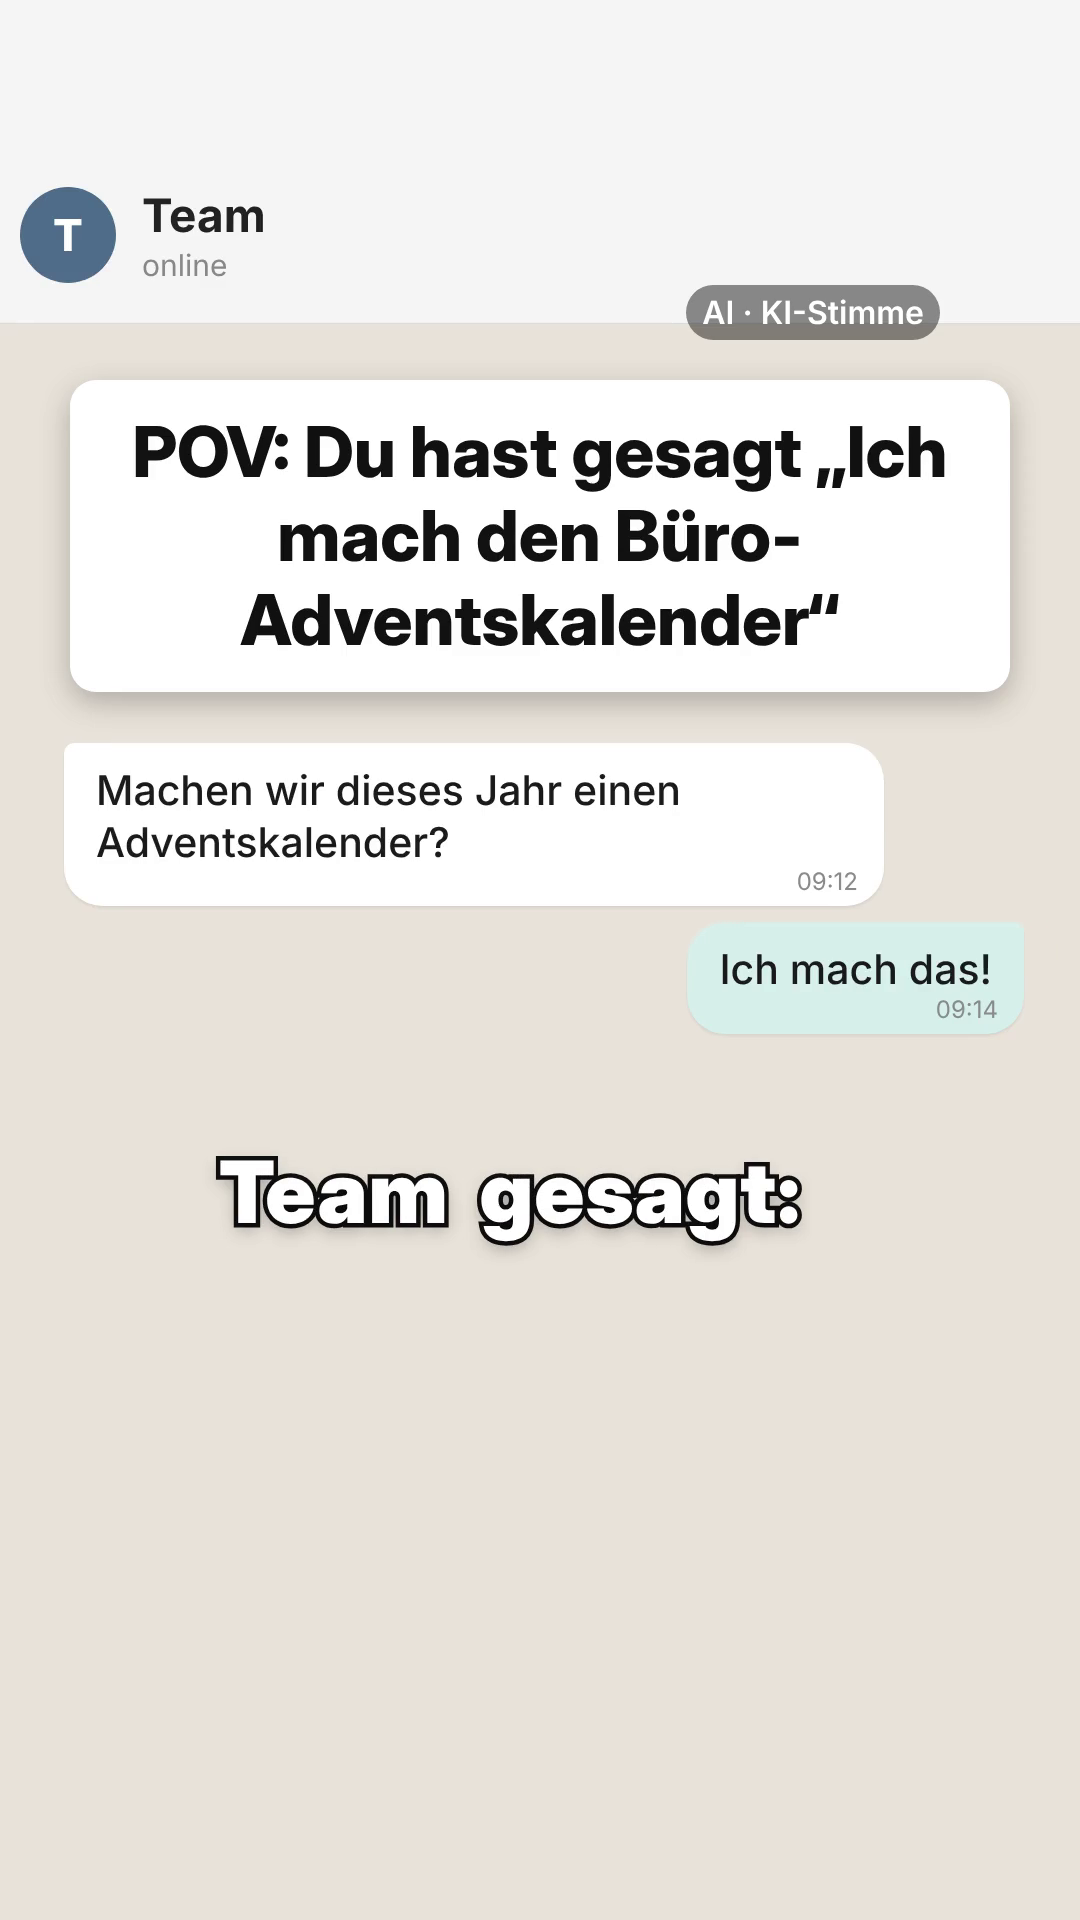 T
Team
online
AI · KI-Stimme
POV: Du hast gesagt „Ich
mach den Büro-
Adventskalender“
Machen wir dieses Jahr einen
Adventskalender?
09:12
Ich mach das!
09:14
Team gesagt: